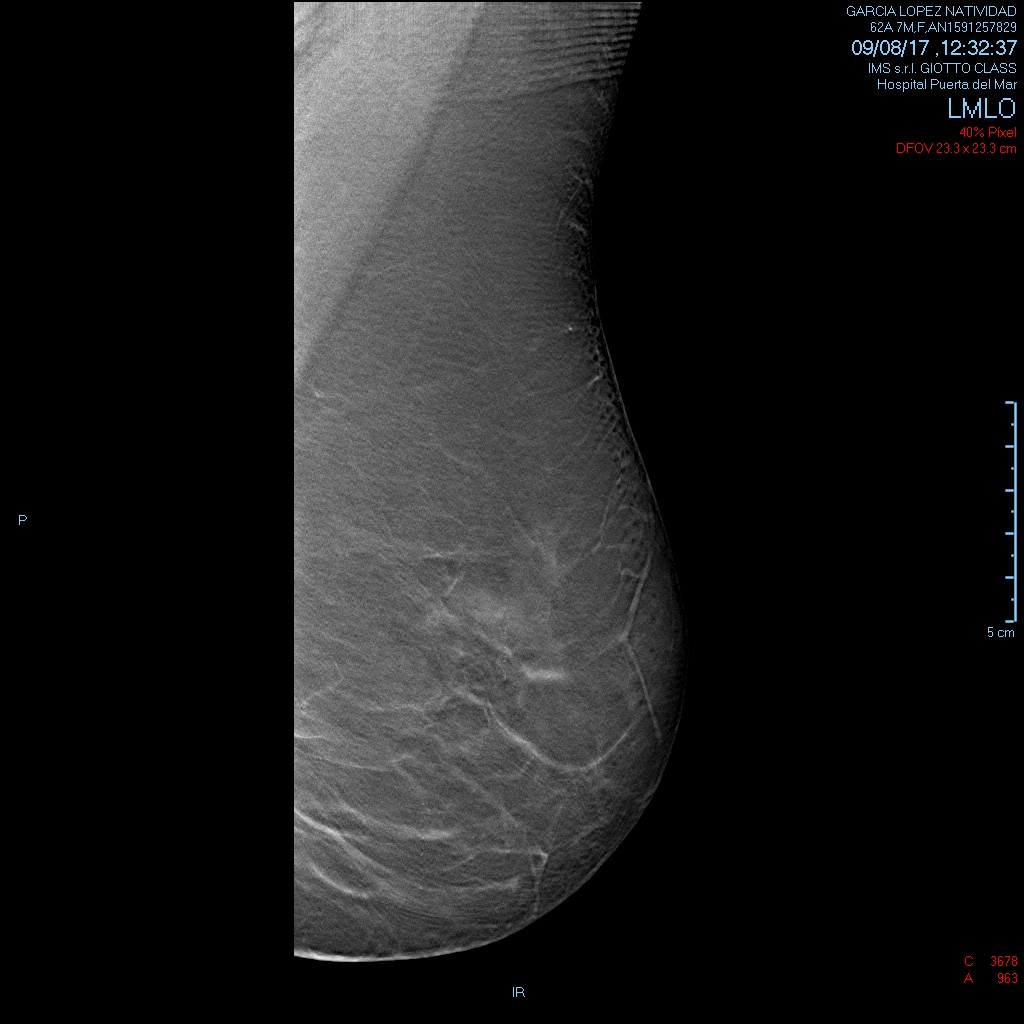 GARCIA LOPEZ NATIVIDAD
62A 7M,F,AN1591257829
09/08/17 ,12:32:37
IMS s.r.l. GIOTTO CLASS
Hospital Puerta del Mar
LMLO
40% Pixel
DFOV 23.3 x 23.3 cm
P
5 cm
C 3678
A 963
IR